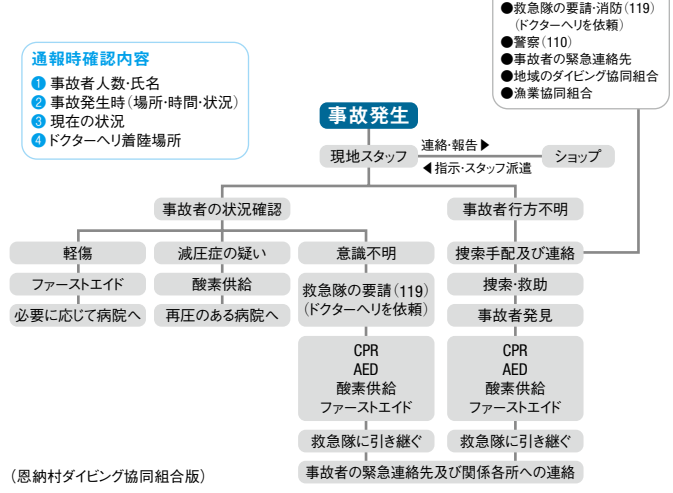 ●救急隊の要請・消防(119)
(ドクターヘリを依頼)
●警察(110)
●事故者の緊急連絡先
●地域のダイビング協同組合
●漁業協同組合
通報時確認内容
❶ 事故者人数・氏名
❷ 事故発生時(場所・時間・状況)
❸ 現在の状況
❹ ドクターヘリ着陸場所
事故発生
現地スタッフ
連絡・報告▶
◀指示・スタッフ派遣
ショップ
事故者の状況確認
事故者行方不明
軽傷
減圧症の疑い
意識不明
捜索手配及び連絡
ファーストエイド
酸素供給
救急隊の要請(119)
(ドクターヘリを依頼)
捜索・救助
必要に応じて病院へ
再圧のある病院へ
事故者発見
CPR
AED
酸素供給
ファーストエイド
CPR
AED
酸素供給
ファーストエイド
救急隊に引き継ぐ
救急隊に引き継ぐ
事故者の緊急連絡先及び関係各所への連絡
(恩納村ダイビング協同組合版)